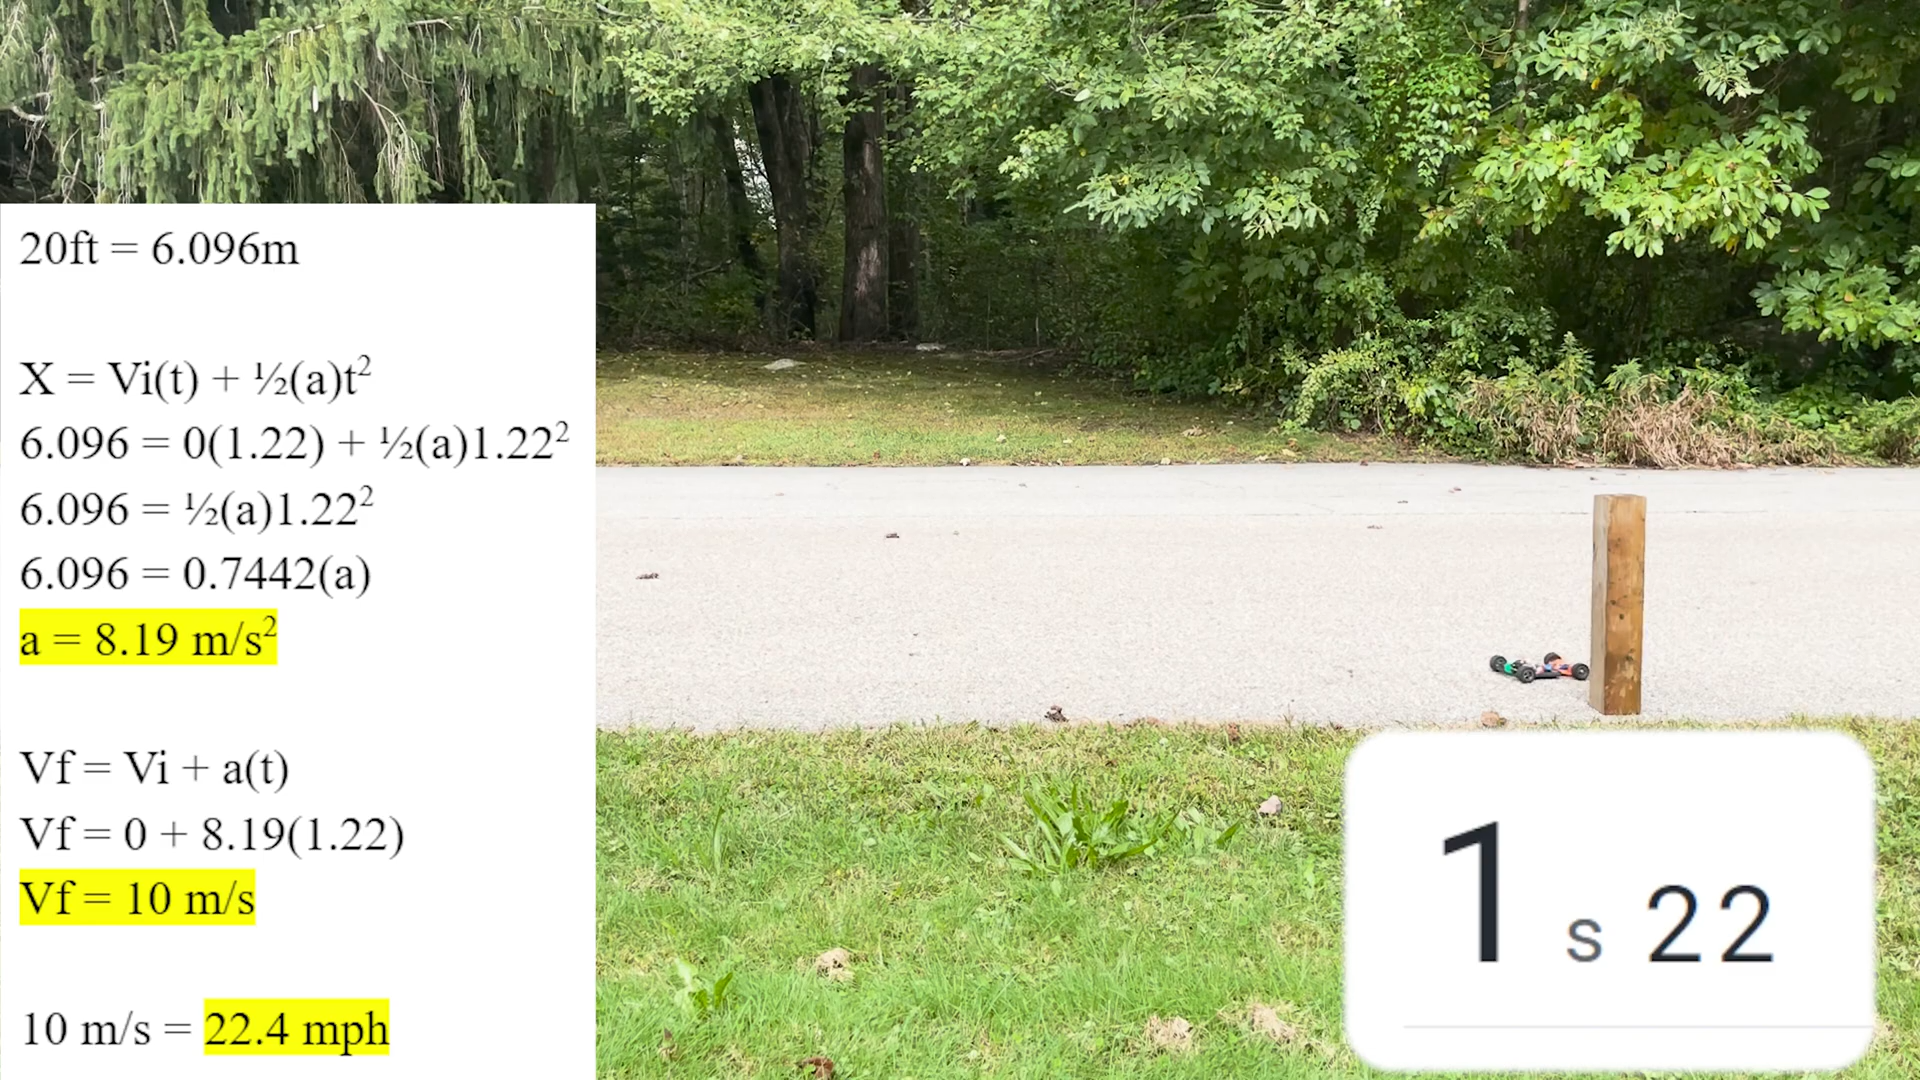 20ft = 6.096m
X = Vi(t) + ½(a)t²
6.096 = 0(1.22) + ½(a)1.22²
6.096 = ½(a)1.22²
6.096 = 0.7442(a)
a = 8.19 m/s²
Vf = Vi + a(t)
Vf = 0 + 8.19(1.22)
Vf = 10 m/s
10 m/s = 22.4 mph
1 s 22